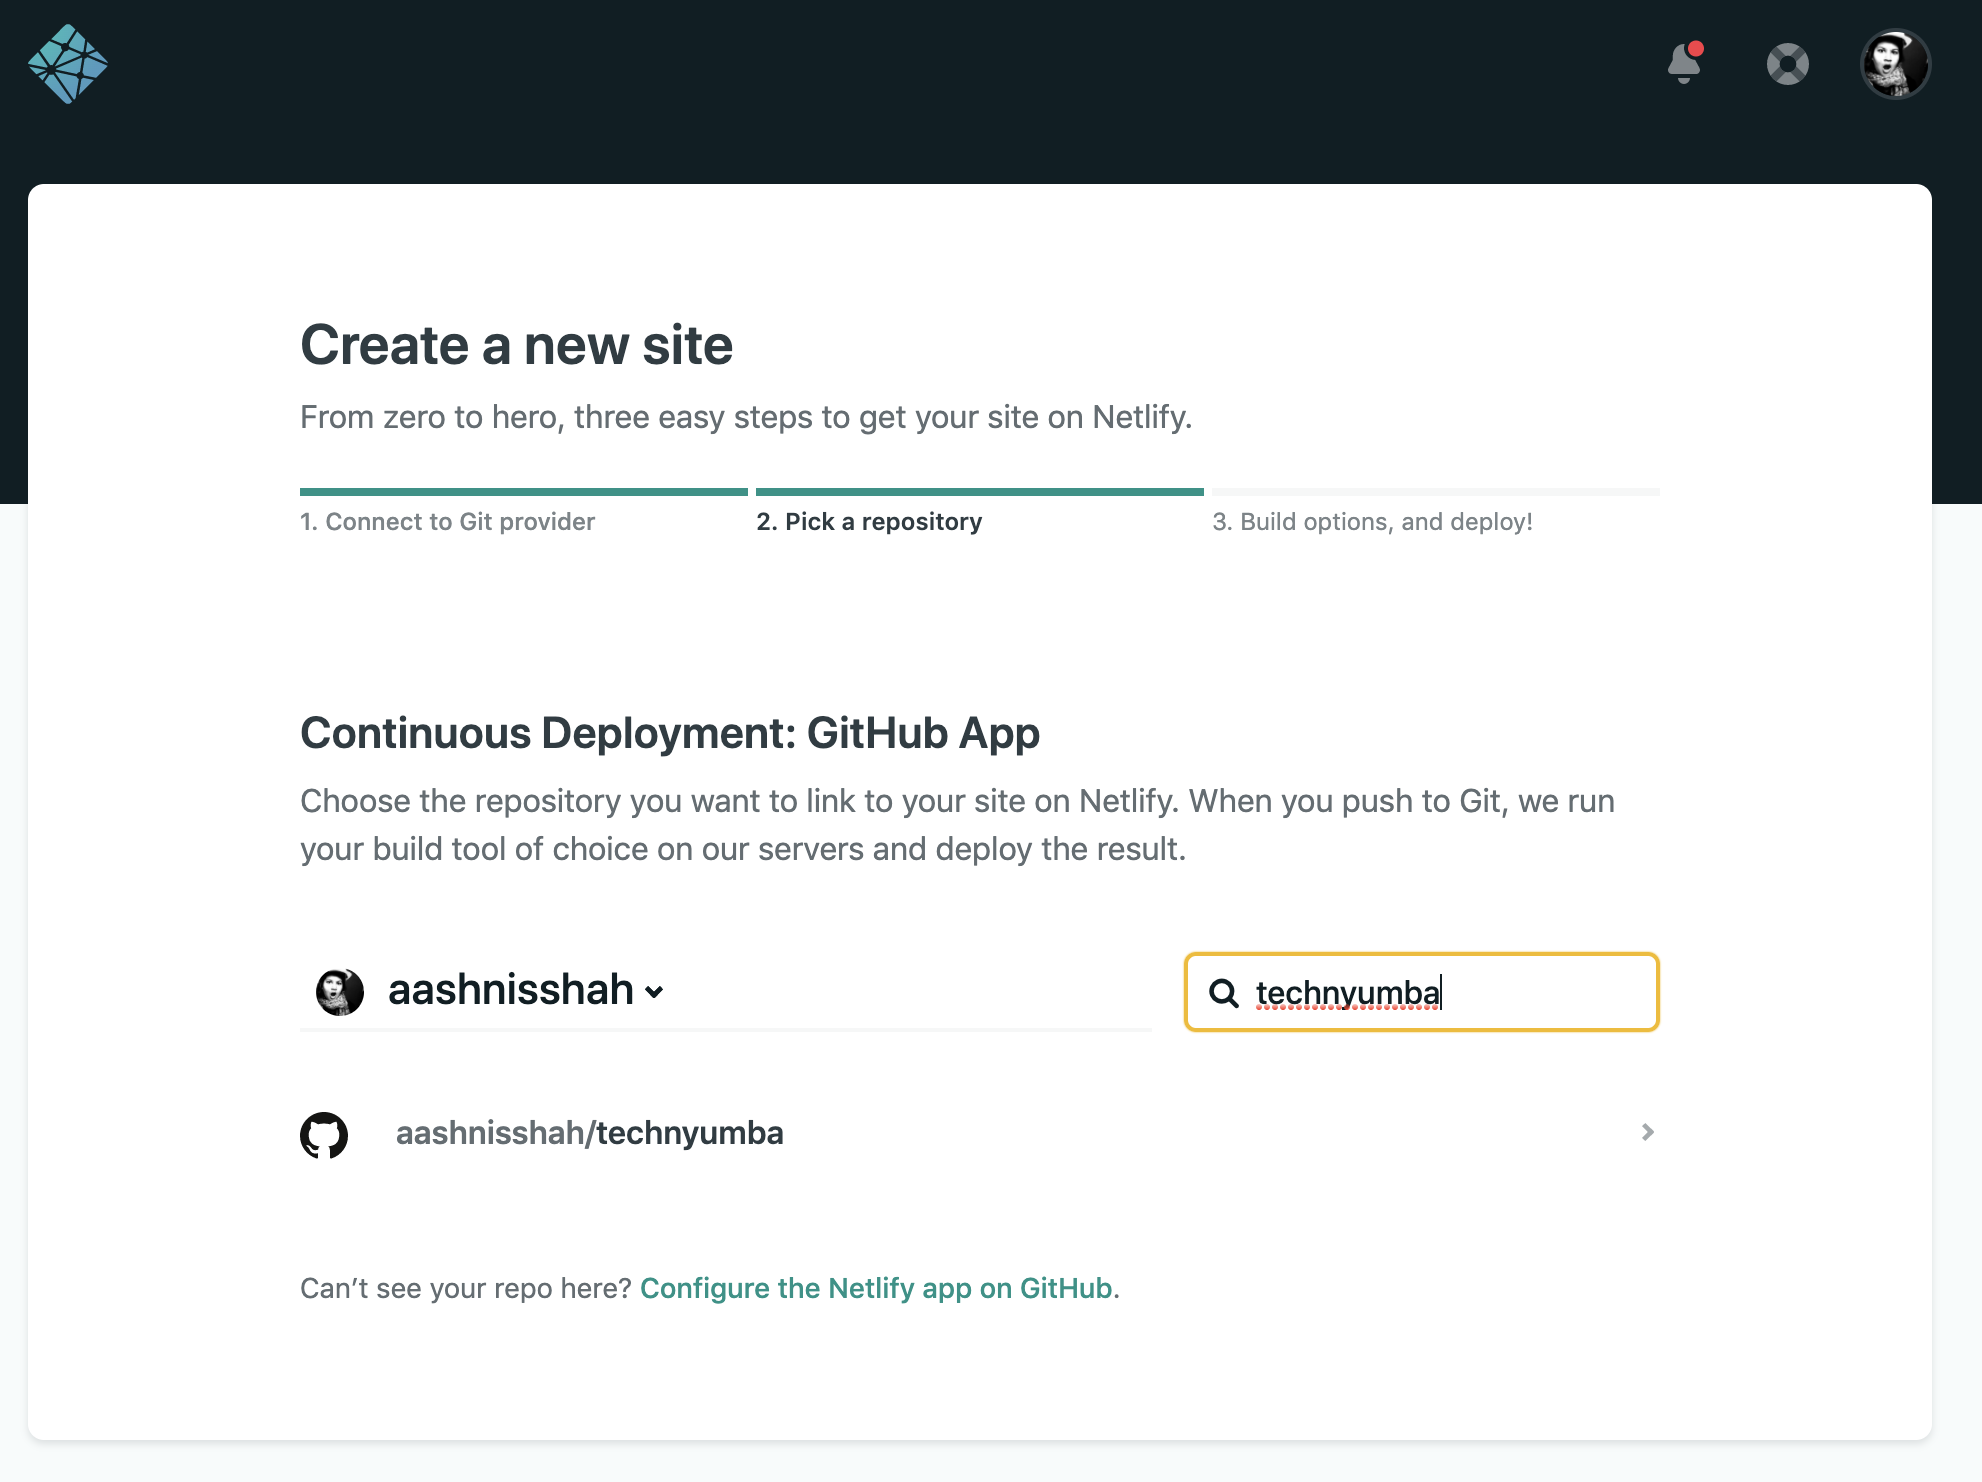 Create a new site
From zero to hero, three easy steps to get your site on Netlify.
1. Connect to Git provider
2. Pick a repository
3. Build options, and deploy!
Continuous Deployment: GitHub App
Choose the repository you want to link to your site on Netlify. When you push to Git, we run
your build tool of choice on our servers and deploy the result.
aashnisshah
technyumba
aashnisshah/technyumba
Can’t see your repo here? Configure the Netlify app on GitHub.